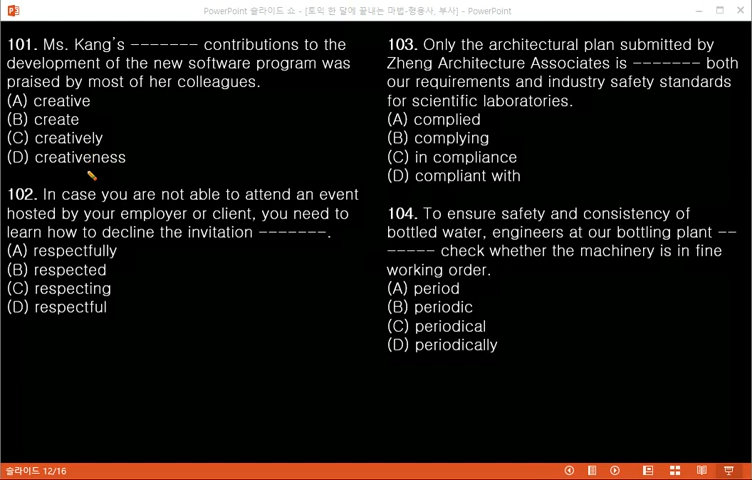 PowerPoint 슬라이드 쇼 - [토익 한 달에 끝내는 마법-형용사, 부사] - PowerPoint
101. Ms. Kang's ------- contributions to the
development of the new software program was
praised by most of her colleagues.
(A) creative
(B) create
(C) creatively
(D) creativeness
102. In case you are not able to attend an event
hosted by your employer or client, you need to
learn how to decline the invitation -------.
(A) respectfully
(B) respected
(C) respecting
(D) respectful
103. Only the architectural plan submitted by
Zheng Architecture Associates is ------- both
our requirements and industry safety standards
for scientific laboratories.
(A) complied
(B) complying
(C) in compliance
(D) compliant with
104. To ensure safety and consistency of
bottled water, engineers at our bottling plant --
----- check whether the machinery is in fine
working order.
(A) period
(B) periodic
(C) periodical
(D) periodically
슬라이드 12/16